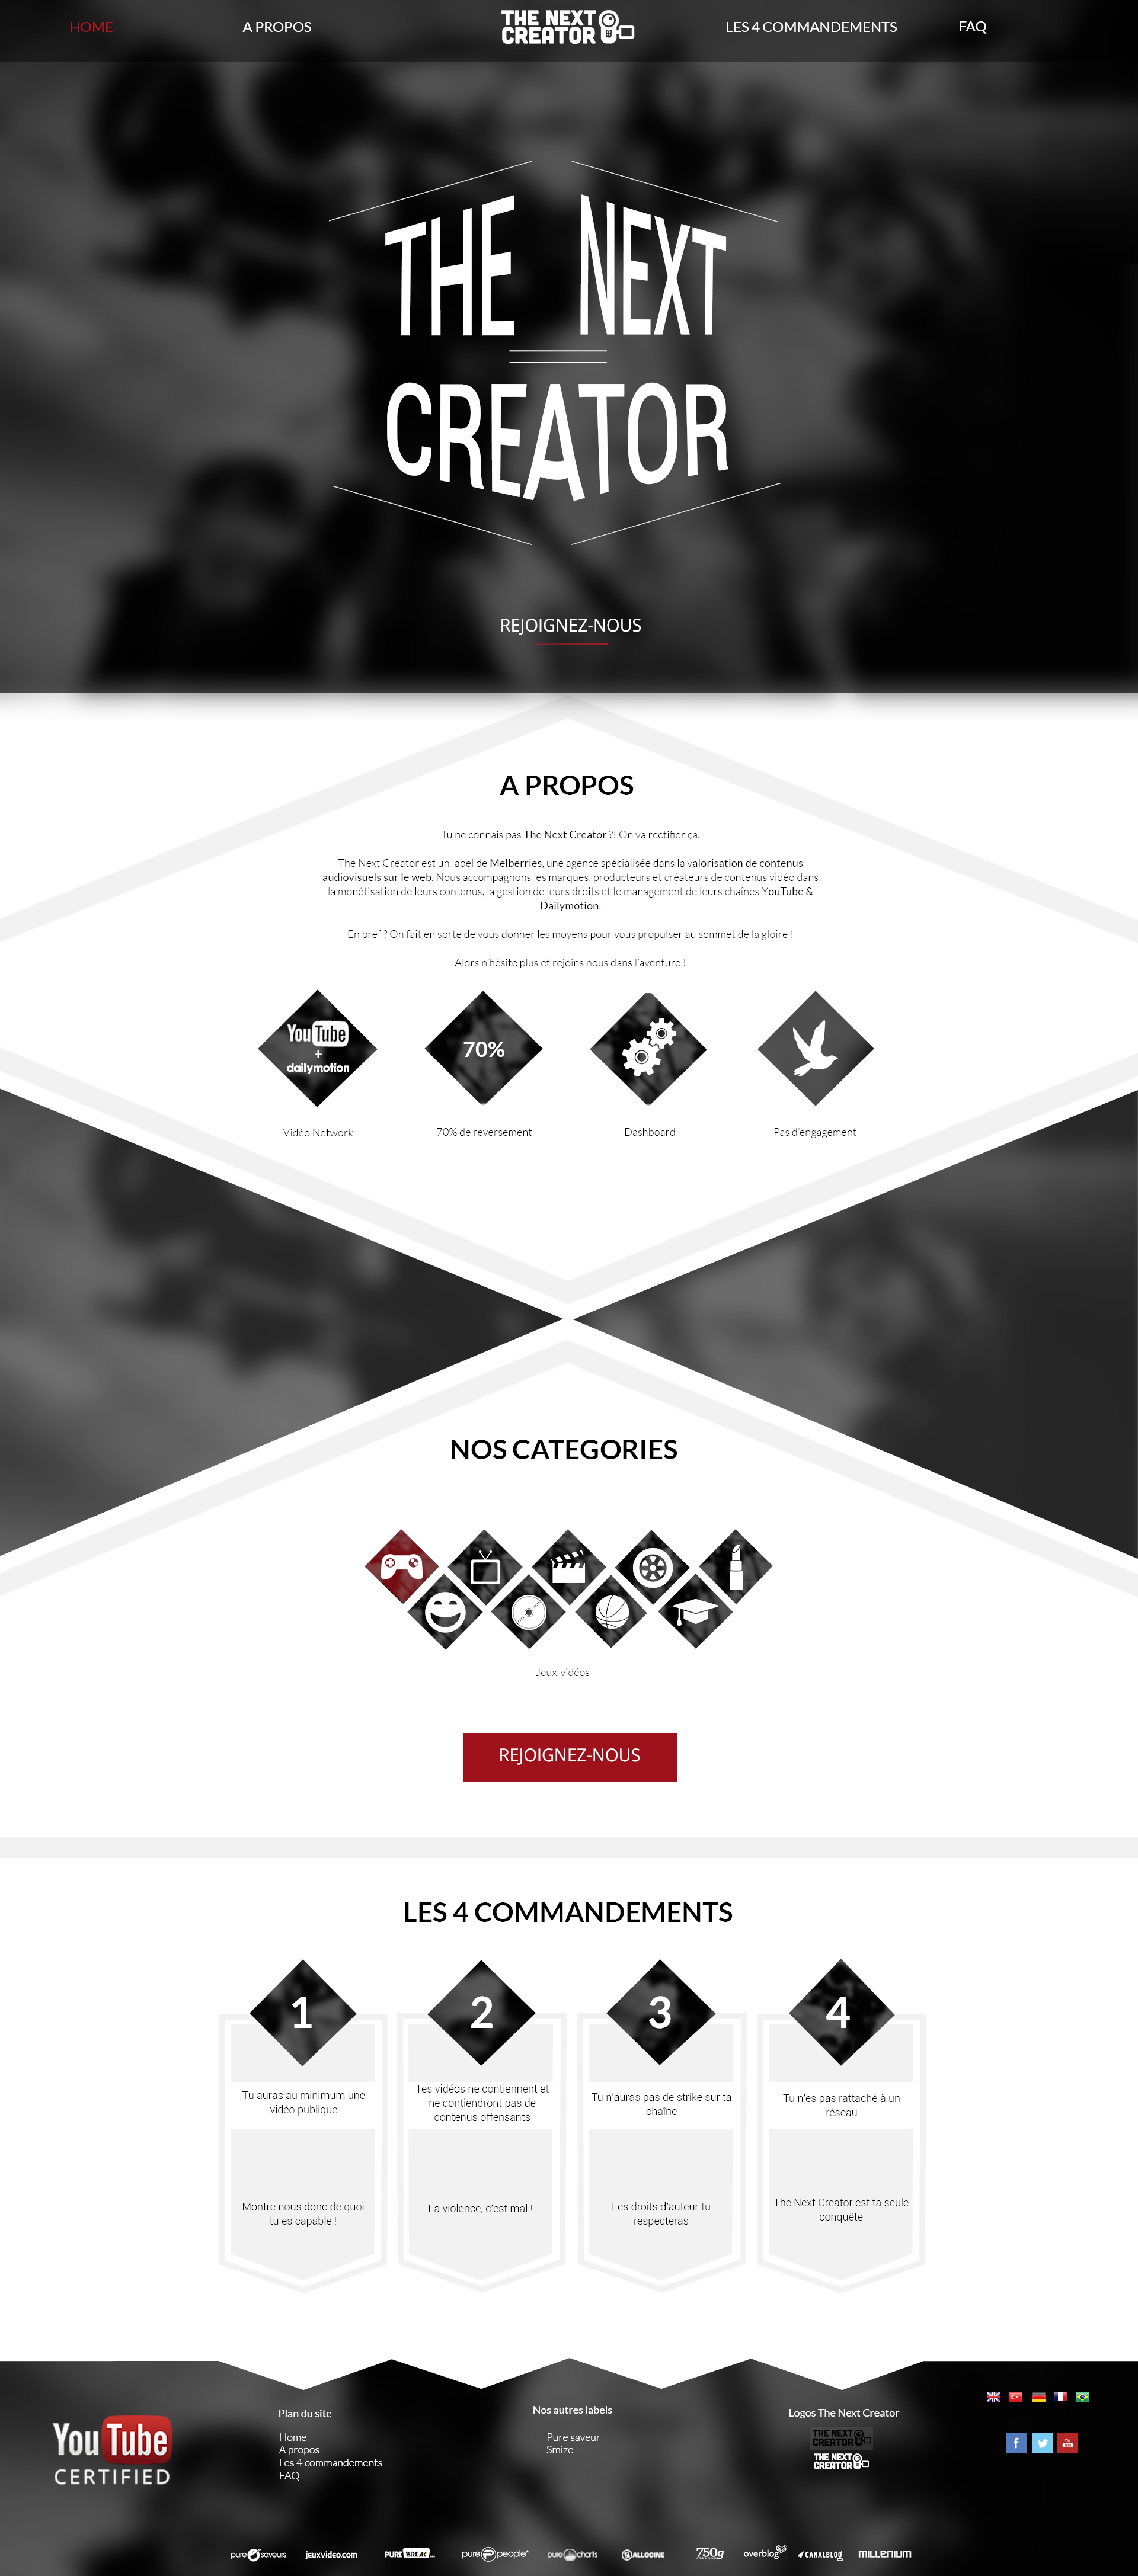 HOME
A PROPOS
THE NEXT
CREATOR
LES 4 COMMANDEMENTS
FAQ
THE NEXT
CREATOR
REJOIGNEZ-NOUS
A PROPOS
Tu ne connais pas The Next Creator ?! On va rectifier ça.
The Next Creator est un label de Melberries, une agence spécialisée dans la valorisation de contenus
audiovisuels sur le web. Nous accompagnons les marques, producteurs et créateurs de contenus vidéo dans
la monétisation de leurs contenus, la gestion de leurs droits et le management de leurs chaînes YouTube &
Dailymotion.
En bref ? On fait en sorte de vous donner les moyens pour vous propulser au sommet de la gloire !
Alors n'hésite plus et rejoins nous dans l'aventure !
YouTube
+
dailymotion
70%
Vidéo Network
70% de reversement
Dashboard
Pas d'engagement
NOS CATEGORIES
Jeux-vidéos
REJOIGNEZ-NOUS
LES 4 COMMANDEMENTS
1
Tu auras au minimum une
vidéo publique
Montre nous donc de quoi
tu es capable !
2
Tes vidéos ne contiennent et
ne contiendront pas de
contenus offensants
La violence, c'est mal !
3
Tu n'auras pas de strike sur ta
chaîne
Les droits d'auteur tu
respecteras
4
Tu n'es pas rattaché à un
réseau
The Next Creator est ta seule
conquête
YouTube
CERTIFIED
Plan du site
Home
A propos
Les 4 commandements
FAQ
Nos autres labels
Pure saveur
Smize
Logos The Next Creator
THE NEXT
CREATOR
THE NEXT
CREATOR
You
Tube
pure saveurs
jeuxvideo.com
PURE BREAK
pure people
pure charts
ALLOCINE
750g
overblog
CANALBLOG
MILLENIUM